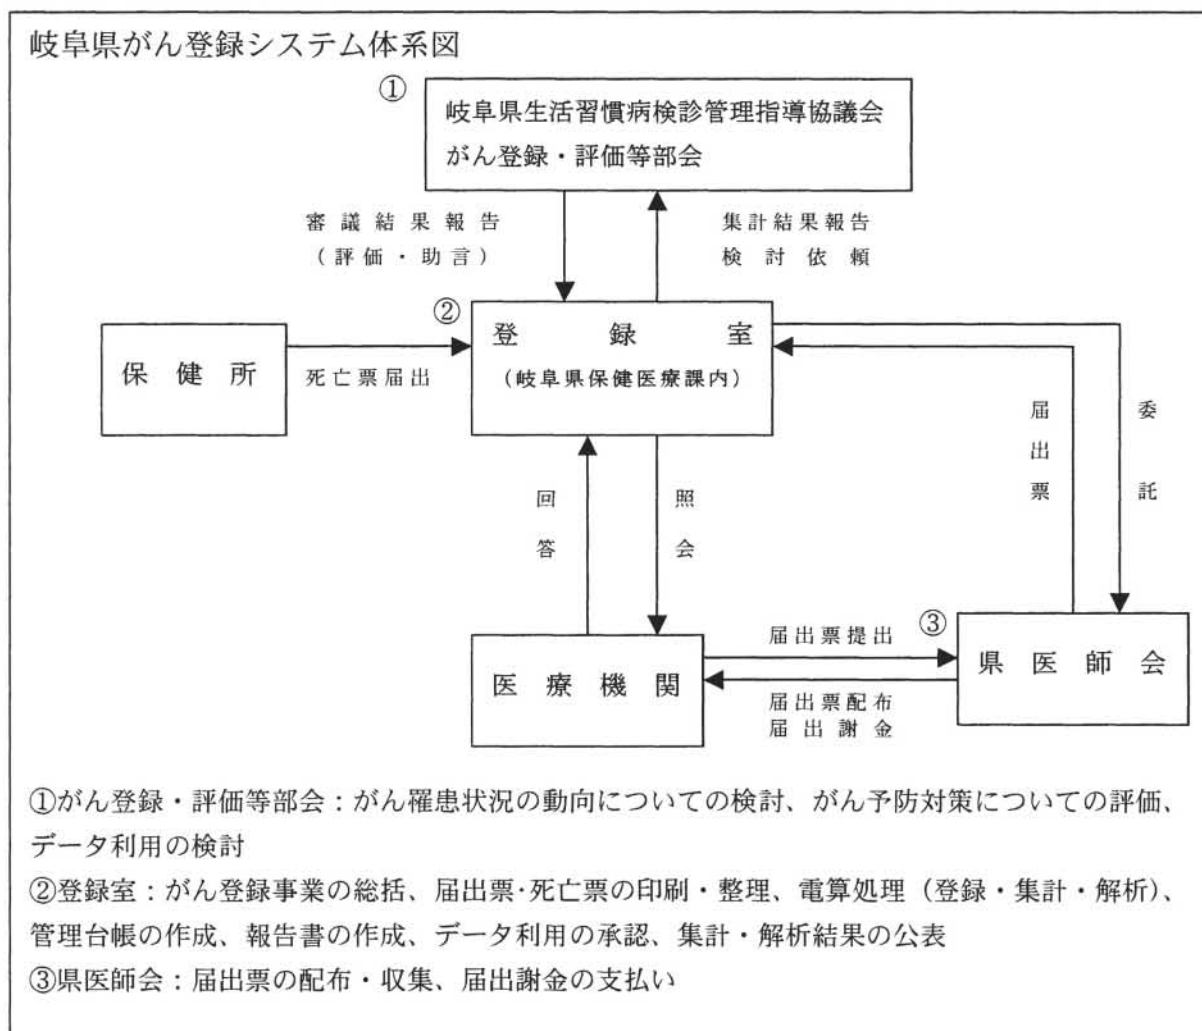 岐阜県がん登録システム体系図
①
岐阜県生活習慣病検診管理指導協議会
がん登録・評価等部会
審議結果報告
(評価・助言)
集計結果報告
検討依頼
②
登録室
(岐阜県保健医療課内)
保健所
死亡票届出
届出票
委託
回答
照会
③
届出票提出
県医師会
医療機関
届出票配布
届出謝金
①がん登録・評価等部会:がん罹患状況の動向についての検討、がん予防対策についての評価、
データ利用の検討
②登録室:がん登録事業の総括、届出票・死亡票の印刷・整理、電算処理(登録・集計・解析)、
管理台帳の作成、報告書の作成、データ利用の承認、集計・解析結果の公表
③県医師会:届出票の配布・収集、届出謝金の支払い